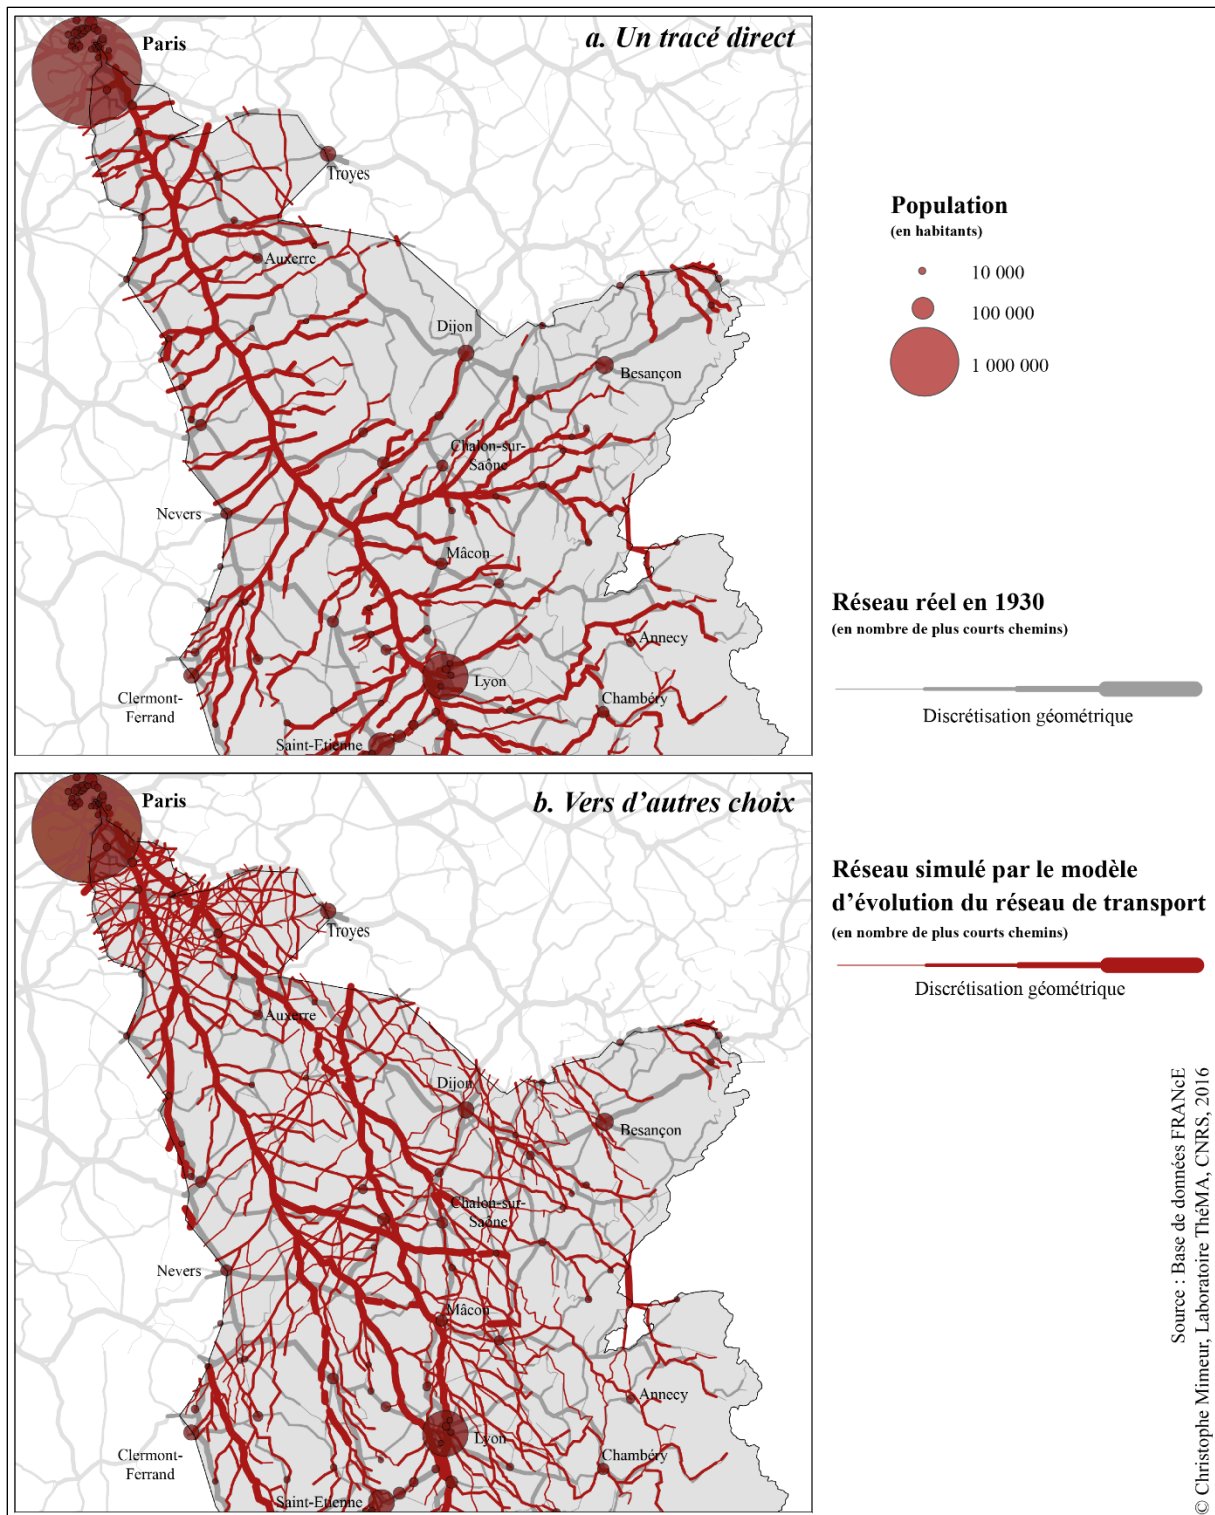 a. Un tracé direct
Paris
Troyes
Auxerre
Dijon
Besançon
Chalon-sur-
Saône
Nevers
Mâcon
Annecy
Lyon
Clermont-
Ferrand
Chambéry
Saint-Etienne
Population
(en habitants)
10 000
100 000
1 000 000
Réseau réel en 1930
(en nombre de plus courts chemins)
Discrétisation géométrique
b. Vers d'autres choix
Paris
Troyes
Auxerre
Dijon
Besançon
Chalon-sur-
Saône
Nevers
Mâcon
Annecy
Lyon
Clermont-
Ferrand
Chambéry
Saint-Etienne
Réseau simulé par le modèle
d'évolution du réseau de transport
(en nombre de plus courts chemins)
Discrétisation géométrique
Source : Base de données FRANcE
© Christophe Mimeur, Laboratoire TheMA, CNRS, 2016